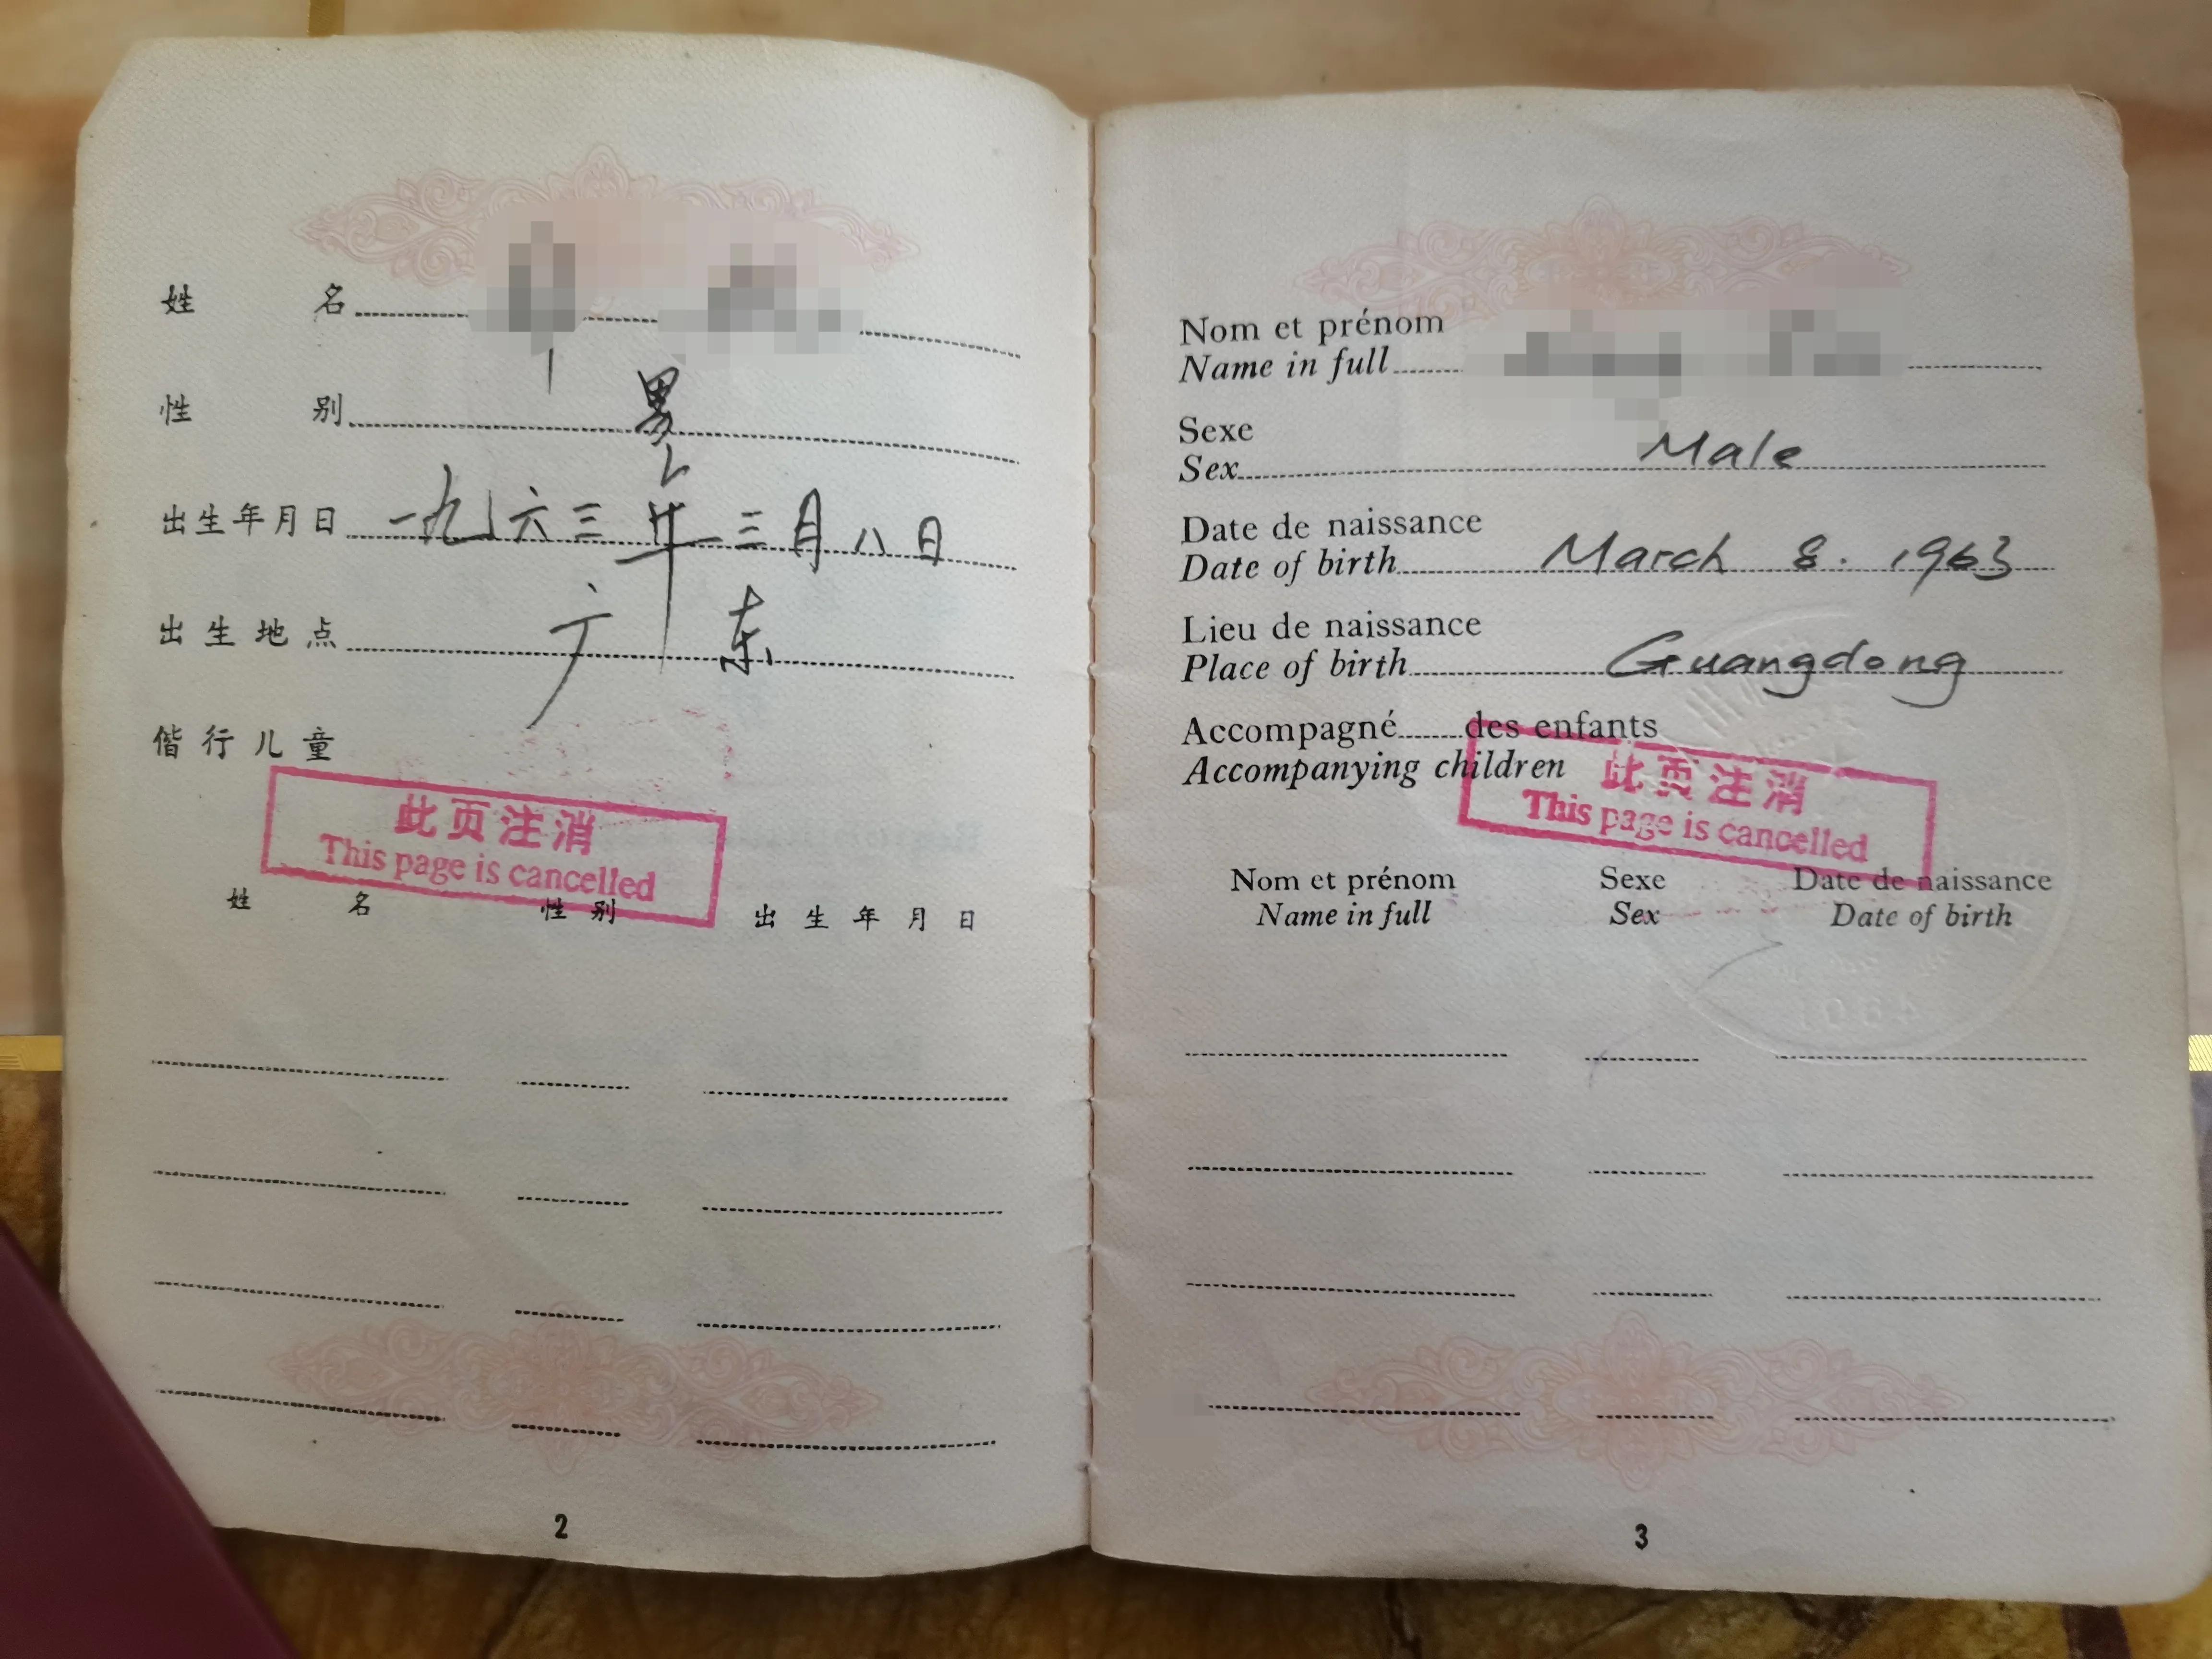 姓 名
性 别 男
出生年月日 一九六三年三月八日
出生地点 广东
偕行儿童
此页注消
This page is cancelled
姓 名 性别 出生年月日
2
Nom et prénom
Name in full
Sexe
Sex Male
Date de naissance
Date of birth March 8. 1963
Lieu de naissance
Place of birth Guangdong
Accompagné des enfants
Accompanying children
此页注消
This page is cancelled
Nom et prénom Sexe Date de naissance
Name in full Sex Date of birth
3